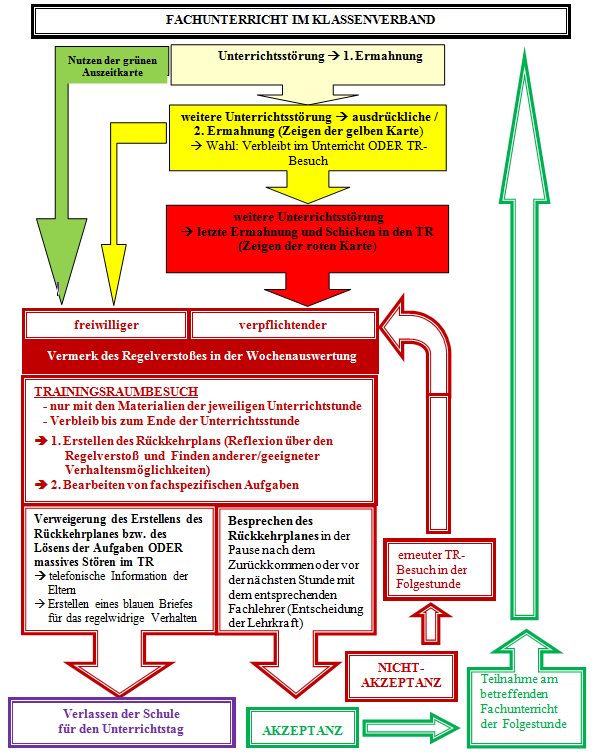 FACHUNTERRICHT IM KLASSENVERBAND
Nutzen der grünen
Auszeitkarte
Unterrichtsstörung → 1. Ermahnung
weitere Unterrichtsstörung → ausdrückliche /
2. Ermahnung (Zeigen der gelben Karte)
→ Wahl: Verbleibt im Unterricht ODER TR-
Besuch
weitere Unterrichtsstörung
→ letzte Ermahnung und Schicken in den TR
(Zeigen der roten Karte)
freiwilliger
verpflichtender
Vermerk des Regelverstoßes in der Wochenauswertung
TRAININGSRAUMBESUCH
- nur mit den Materialien der jeweiligen Unterrichtstunde
- Verbleib bis zum Ende der Unterrichtsstunde
→ 1. Erstellen des Rückkehrplans (Reflexion über den
Regelverstoß und Finden anderer/geeigneter
Verhaltensmöglichkeiten)
→ 2. Bearbeiten von fachspezifischen Aufgaben
Verweigerung des Erstellens des
Rückkehrplanes bzw. des
Lösens der Aufgaben ODER
massives Stören im TR
→ telefonische Information der
Eltern
→ Erstellen eines blauen Briefes
für das regelwidrige Verhalten
Besprechen des
Rückkehrplanes in der
Pause nach dem
Zurückkommen oder vor
der nächsten Stunde mit
dem entsprechenden
Fachlehrer (Entscheidung
der Lehrkraft)
erneuter TR-
Besuch in der
Folgestunde
NICHT-
AKZEPTANZ
Teilnahme am
betreffenden
Fachunterricht
der Folgestunde
Verlassen der Schule
für den Unterrichtstag
AKZEPTANZ